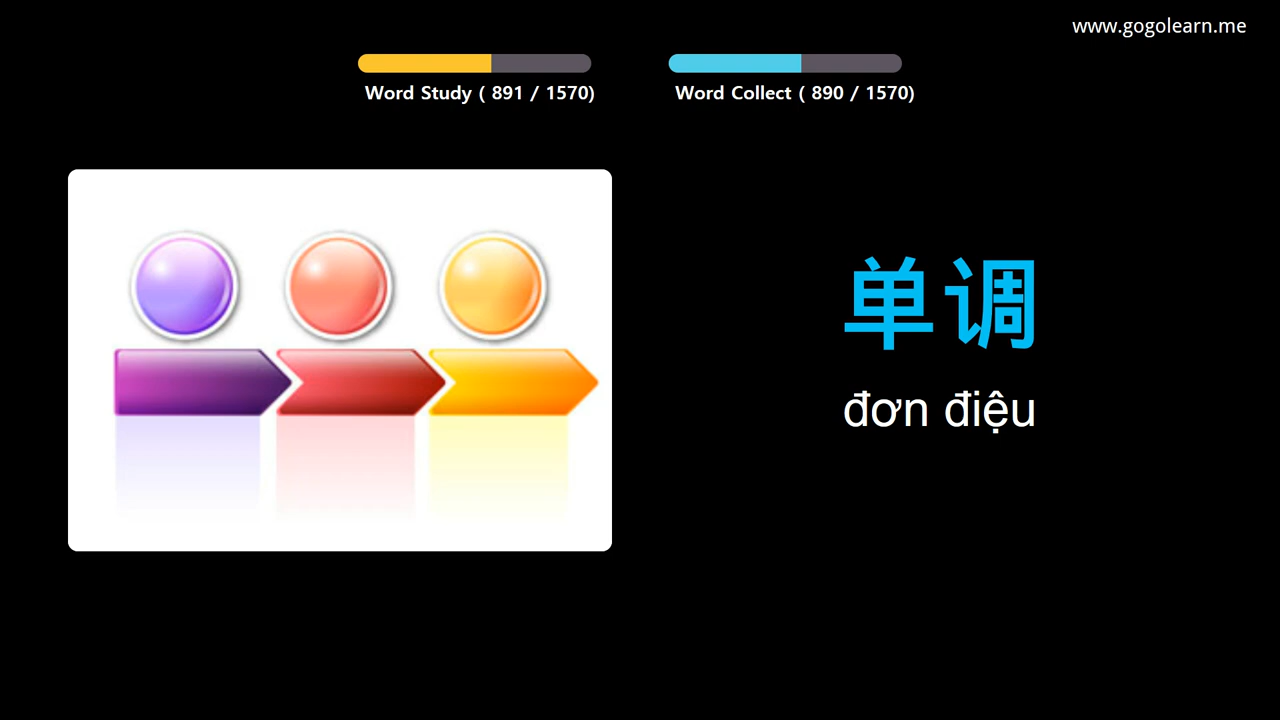 www.gogolearn.me
Word Study ( 891 / 1570)
Word Collect ( 890 / 1570)
单调
đơn điệu